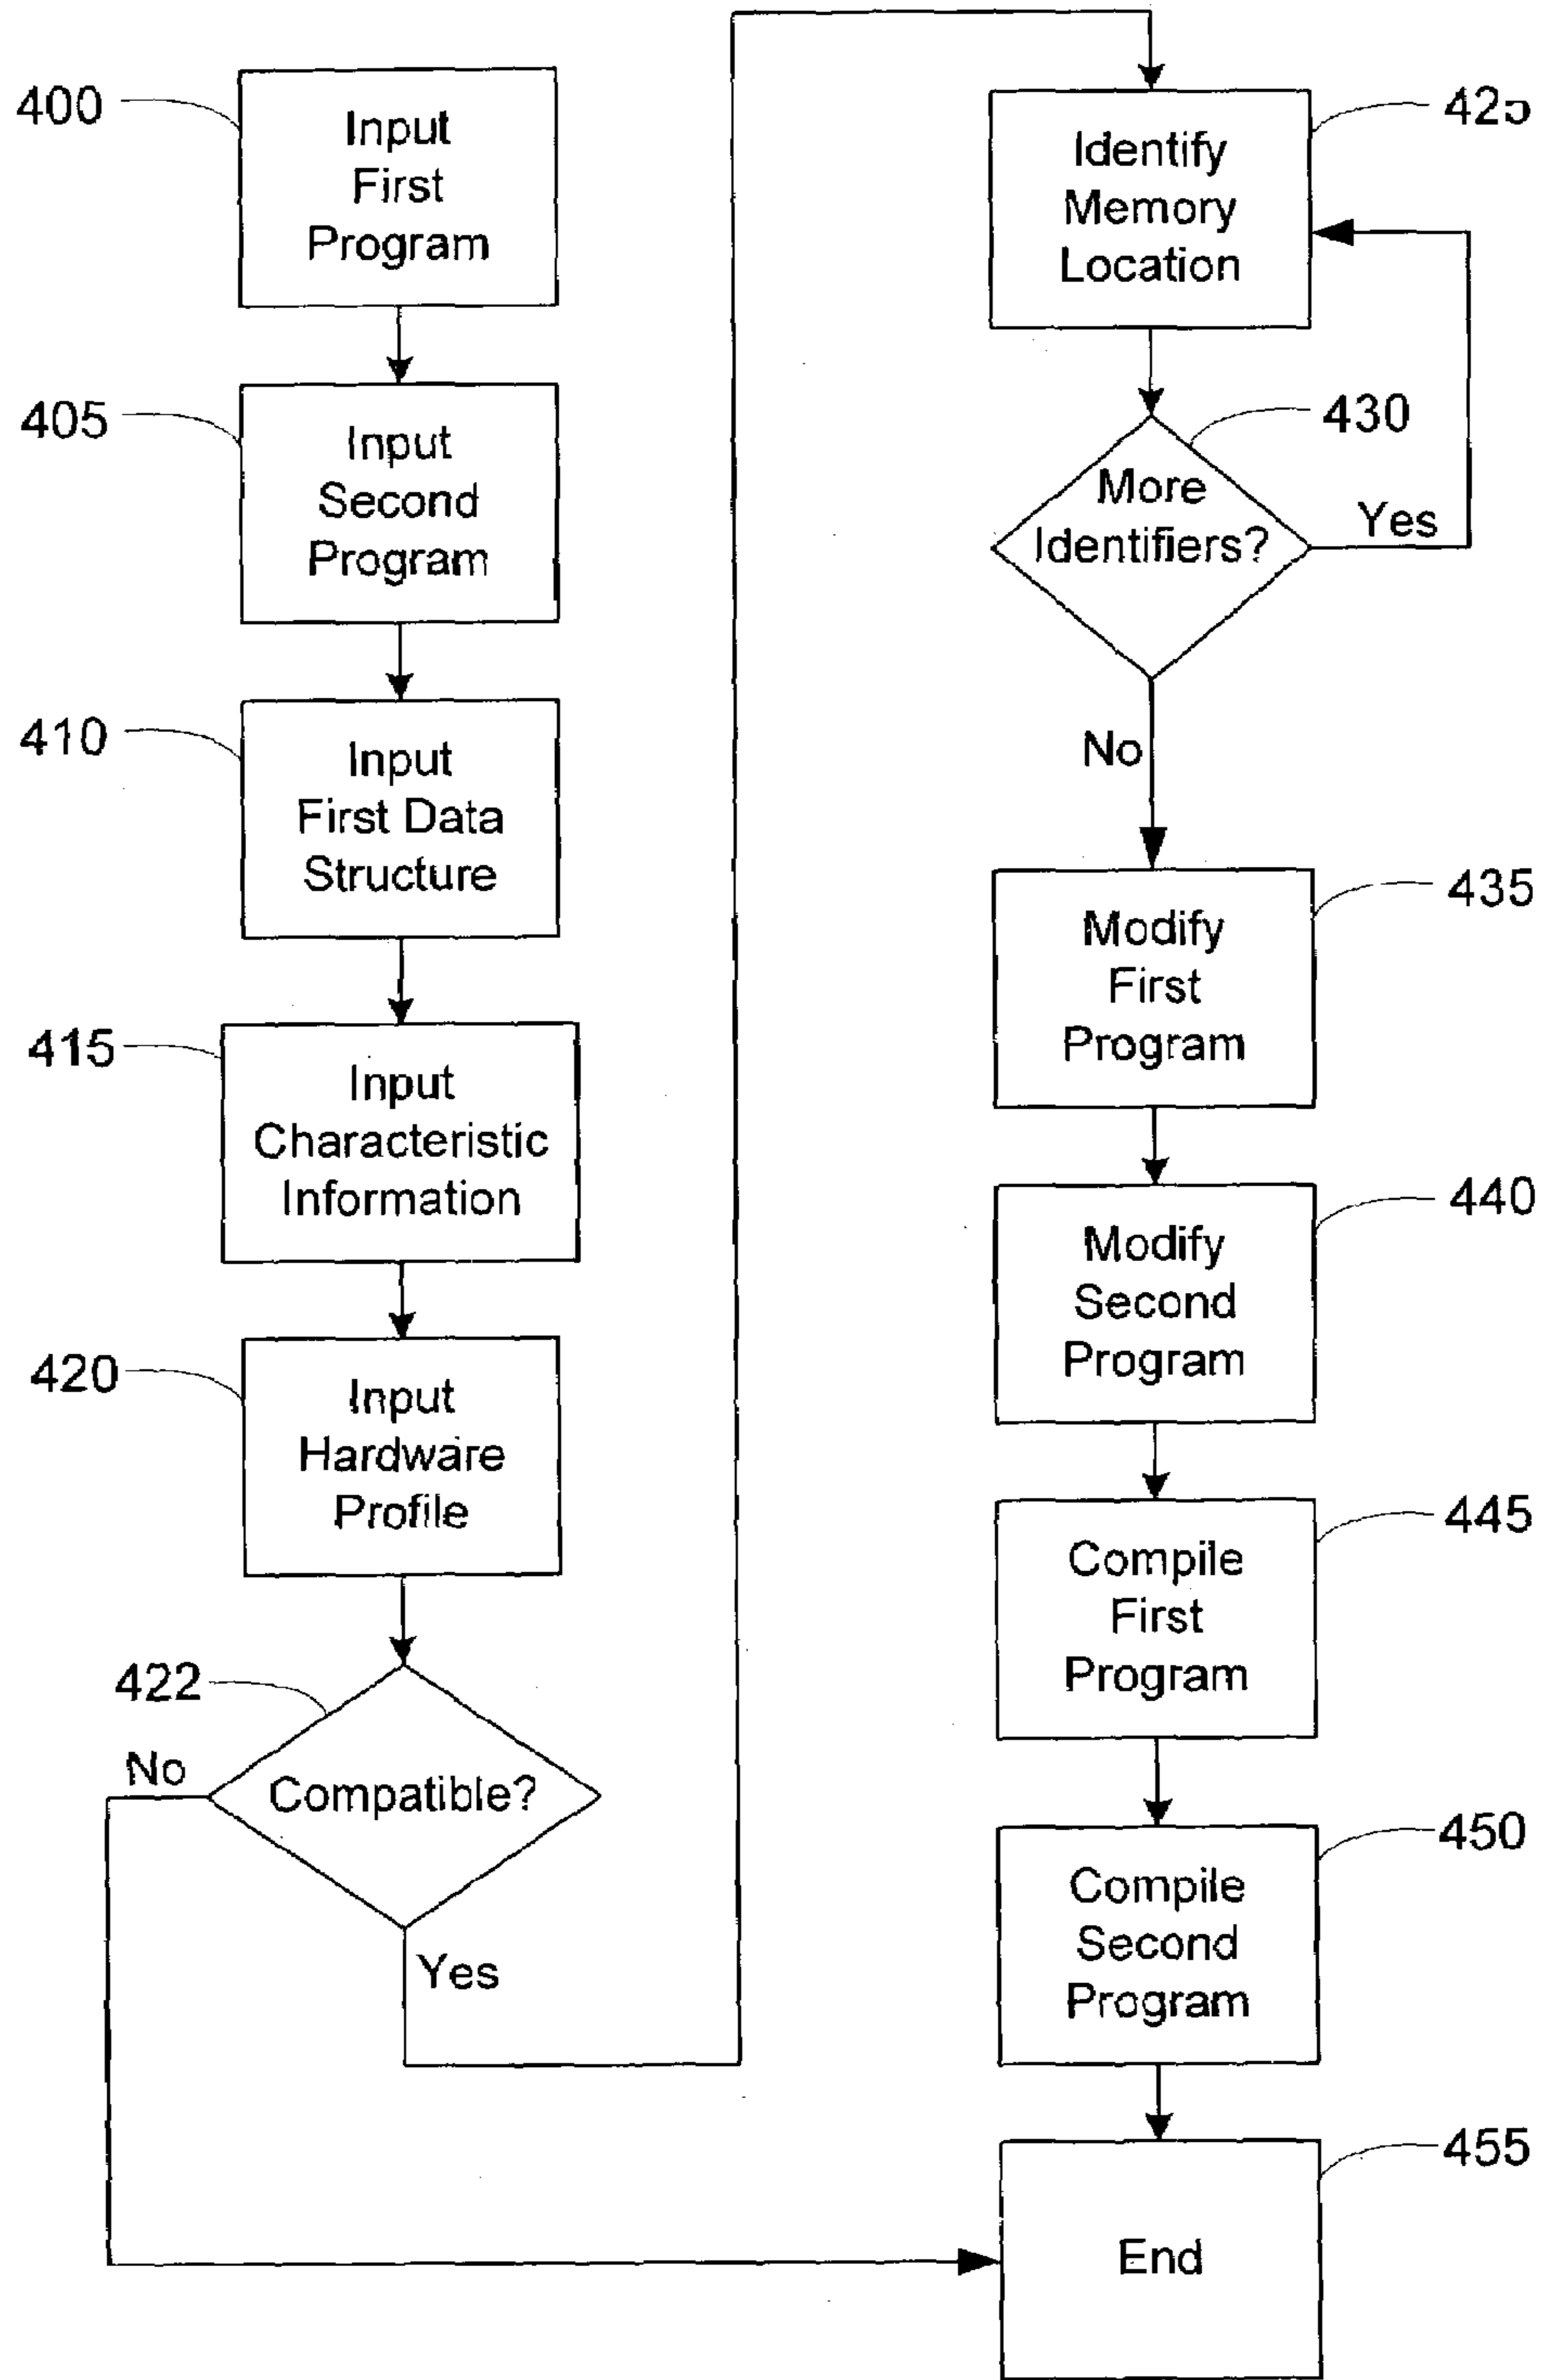 400
Input
First
Program
405
Input
Second
Program
410
Input
First Data
Structure
415
Input
Characteristic
Information
420
Input
Hardware
Profile
422
Compatible?
No
Yes
Identify
Memory
Location
425
430
More
Identifiers?
Yes
No
435
Modify
First
Program
440
Modify
Second
Program
445
Compile
First
Program
450
Compile
Second
Program
455
End